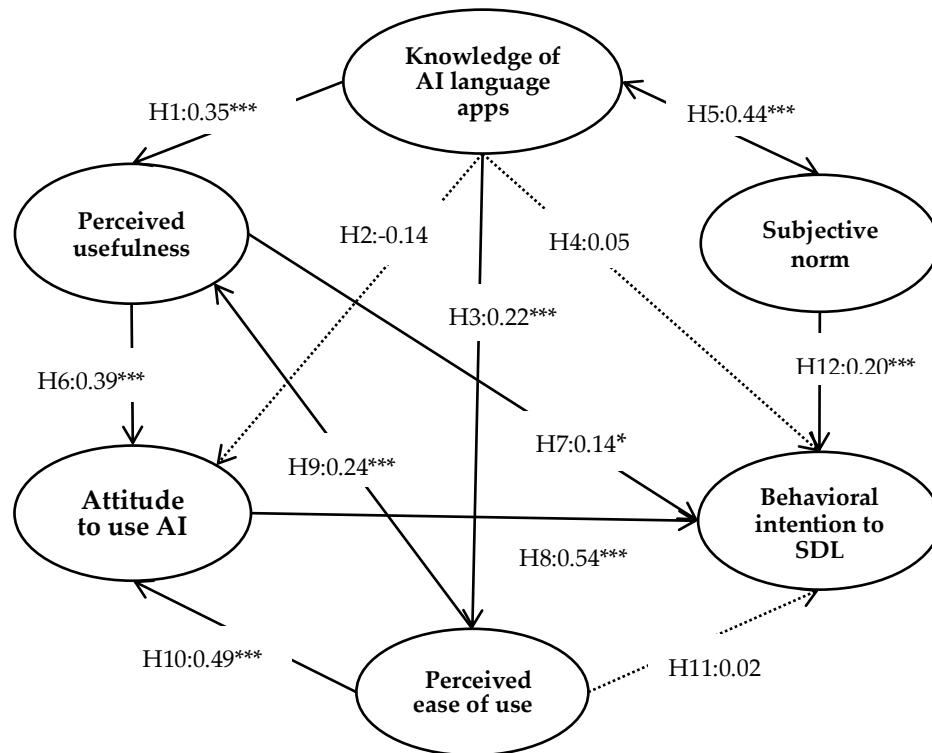 Knowledge of
AI language
apps
H1:0.35***
H5:0.44***
Perceived
usefulness
H2:-0.14
H4:0.05
Subjective
norm
H3:0.22***
H6:0.39***
H12:0.20***
H9:0.24***
H7:0.14*
Attitude
to use AI
Behavioral
intention to
SDL
H8:0.54***
H10:0.49***
Perceived
ease of use
H11:0.02